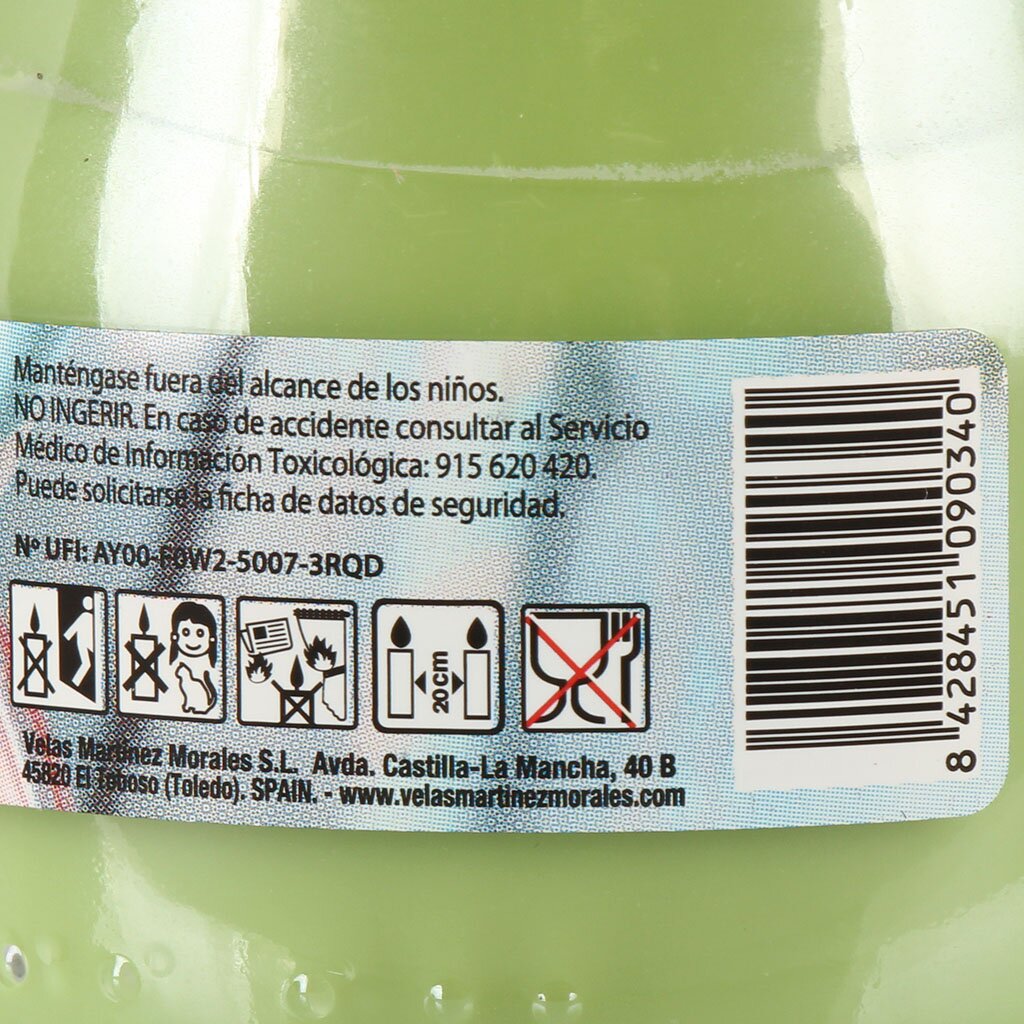 Manténgase fuera del alcance de los niños.
NO INGERIR. En caso de accidente consultar al Servicio
Médico de Información Toxicológica: 915 620 420.
Puede solicitarse la ficha de datos de seguridad.
Nº UFI: AY00-F0W2-5007-3RQD
20 cm
Velas Martínez Morales S.L. Avda. Castilla-La Mancha, 40 B
45820 El Toboso (Toledo). SPAIN. - www.velasmartinezmorales.com
8 428451 090340